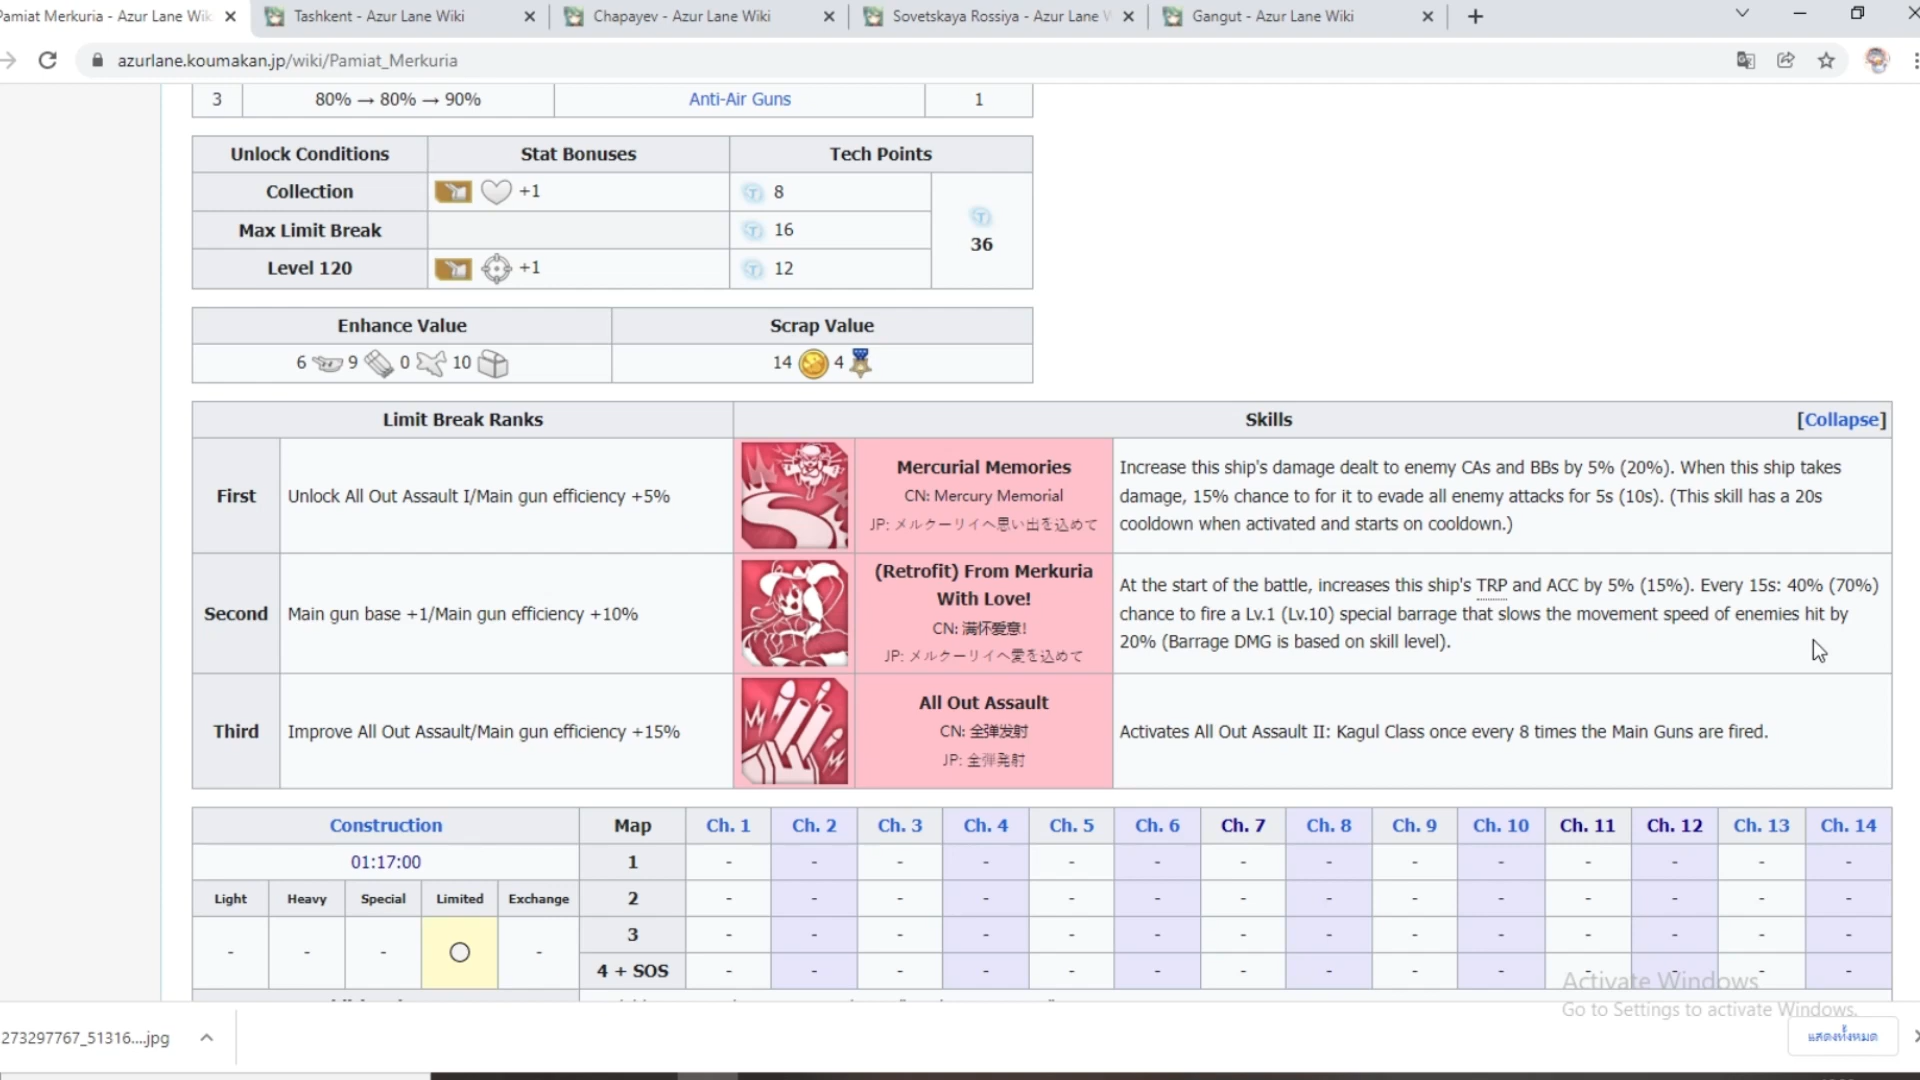 Pamiat Merkuria - Azur Lane Wik
Tashkent - Azur Lane Wiki
Chapayev - Azur Lane Wiki
Sovetskaya Rossiya - Azur Lane W
Gangut - Azur Lane Wiki
azurlane.koumakan.jp/wiki/Pamiat_Merkuria
3 80% → 80% → 90% Anti-Air Guns 1
Unlock Conditions Stat Bonuses Tech Points
Collection +1 8
Max Limit Break 16
36
Level 120 +1 12
Enhance Value Scrap Value
6 9 0 10 14 4
Limit Break Ranks Skills [Collapse]
First Unlock All Out Assault I/Main gun efficiency +5%
Mercurial Memories
CN: Mercury Memorial
JP: メルクーリイへ思い出を込めて
Increase this ship's damage dealt to enemy CAs and BBs by 5% (20%). When this ship takes
damage, 15% chance to for it to evade all enemy attacks for 5s (10s). (This skill has a 20s
cooldown when activated and starts on cooldown.)
Second Main gun base +1/Main gun efficiency +10%
(Retrofit) From Merkuria
With Love!
CN: 满怀爱意!
JP: メルクーリイへ愛を込めて
At the start of the battle, increases this ship's TRP and ACC by 5% (15%). Every 15s: 40% (70%)
chance to fire a Lv.1 (Lv.10) special barrage that slows the movement speed of enemies hit by
20% (Barrage DMG is based on skill level).
Third Improve All Out Assault/Main gun efficiency +15%
All Out Assault
CN: 全弹发射
JP: 全弾発射
Activates All Out Assault II: Kagul Class once every 8 times the Main Guns are fired.
Construction Map Ch. 1 Ch. 2 Ch. 3 Ch. 4 Ch. 5 Ch. 6 Ch. 7 Ch. 8 Ch. 9 Ch. 10 Ch. 11 Ch. 12 Ch. 13 Ch. 14
01:17:00 1 - - - - - - - - - - - - - -
Light Heavy Special Limited Exchange 2 - - - - - - - - - - - - - -
- - - - 3 - - - - - - - - - - - - - -
4 + SOS - - - - - - - - - - - - - -
Activate Windows
Go to Settings to activate Windows.
273297767_51316....jpg
แสดงทั้งหมด